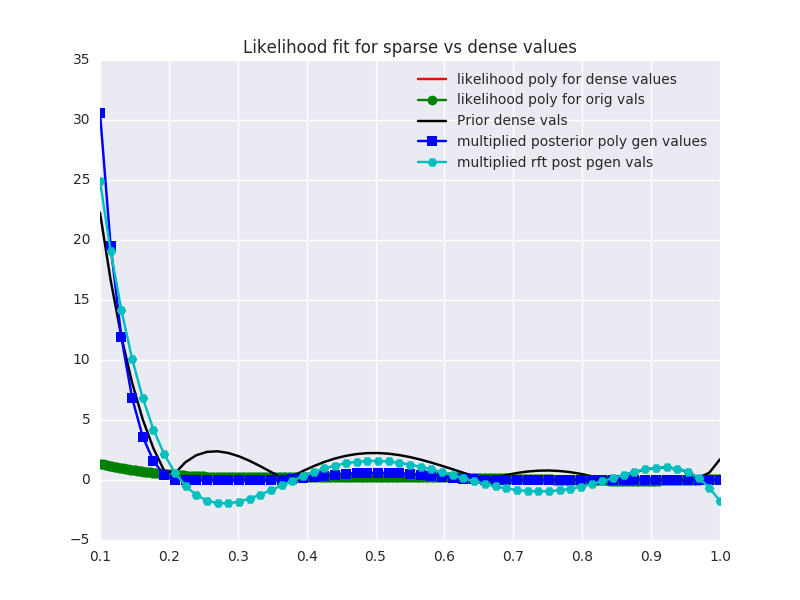 Likelihood fit for sparse vs dense values
35
30
25
20
15
10
5
0
−5
likelihood poly for dense values
likelihood poly for orig vals
Prior dense vals
multiplied posterior poly gen values
multiplied rft post pgen vals
0.1 0.2 0.3 0.4 0.5 0.6 0.7 0.8 0.9 1.0